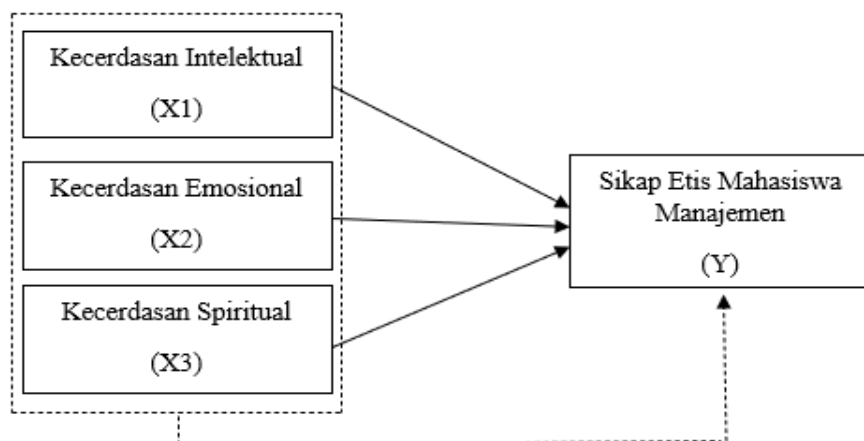 Kecerdasan Intelektual
(X1)
Kecerdasan Emosional
(X2)
Kecerdasan Spiritual
(X3)
Sikap Etis Mahasiswa
Manajemen
(Y)